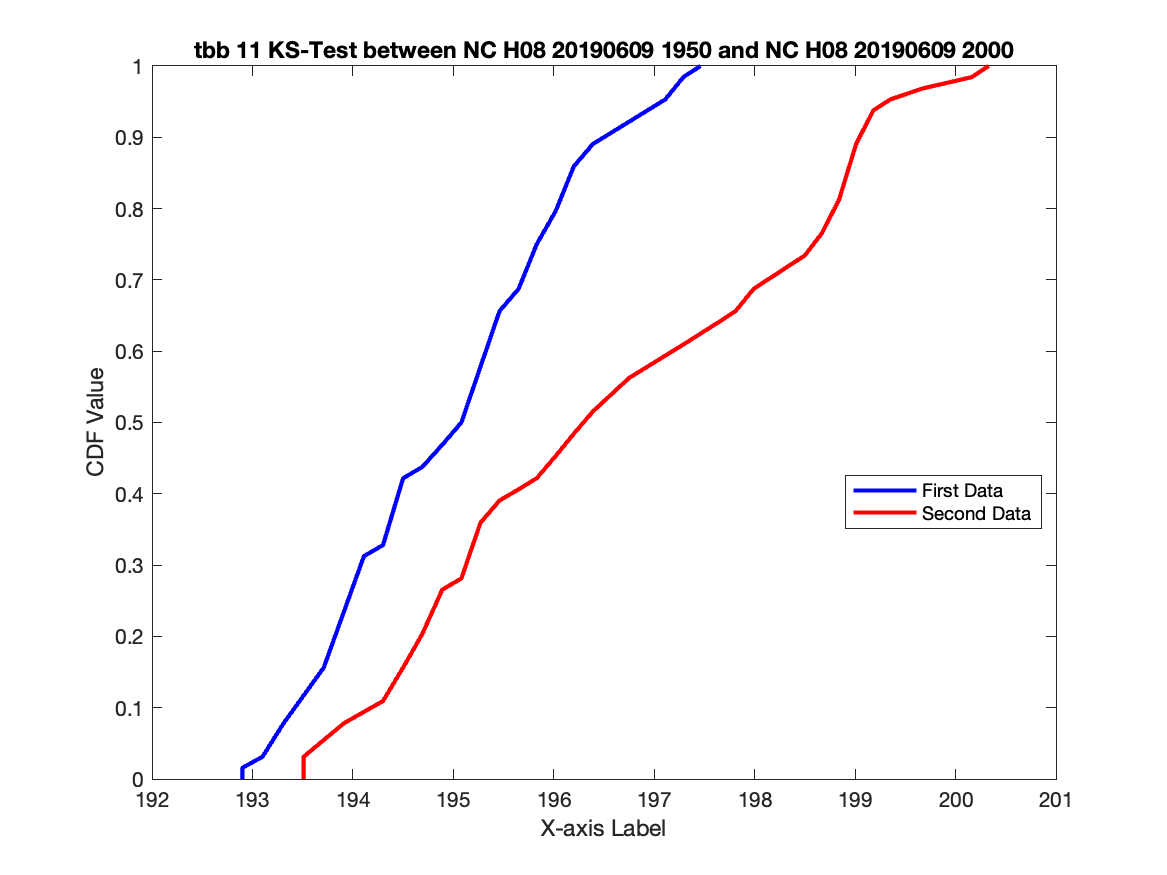 tbb 11 KS-Test between NC H08 20190609 1950 and NC H08 20190609 2000
1
0.9
0.8
0.7
0.6
0.5
0.4
0.3
0.2
0.1
0
CDF Value
First Data
Second Data
192 193 194 195 196 197 198 199 200 201
X-axis Label